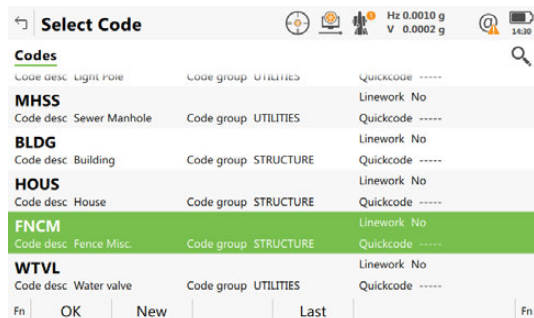 Select Code
Hz 0.0010 g
V 0.0002 g
14:30
Codes
Code desc Light Pole Code group UTILITIES Quickcode -----
MHSS Linework No
Code desc Sewer Manhole Code group UTILITIES Quickcode -----
BLDG Linework No
Code desc Building Code group STRUCTURE Quickcode -----
HOUS Linework No
Code desc House Code group STRUCTURE Quickcode -----
FNCM Linework No
Code desc Fence Misc. Code group STRUCTURE Quickcode -----
WTVL Linework No
Code desc Water valve Code group UTILITIES Quickcode -----
Fn OK New Last Fn